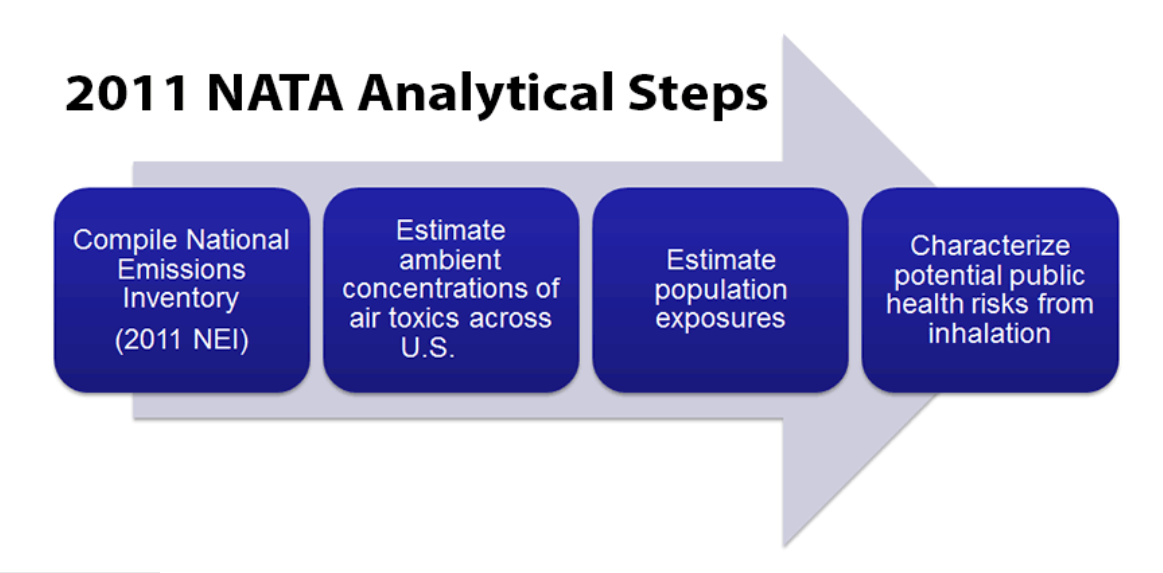 2011 NATA Analytical Steps
Compile National
Emissions
Inventory
(2011 NEI)
Estimate
ambient
concentrations of
air toxics across
U.S.
Estimate
population
exposures
Characterize
potential public
health risks from
inhalation